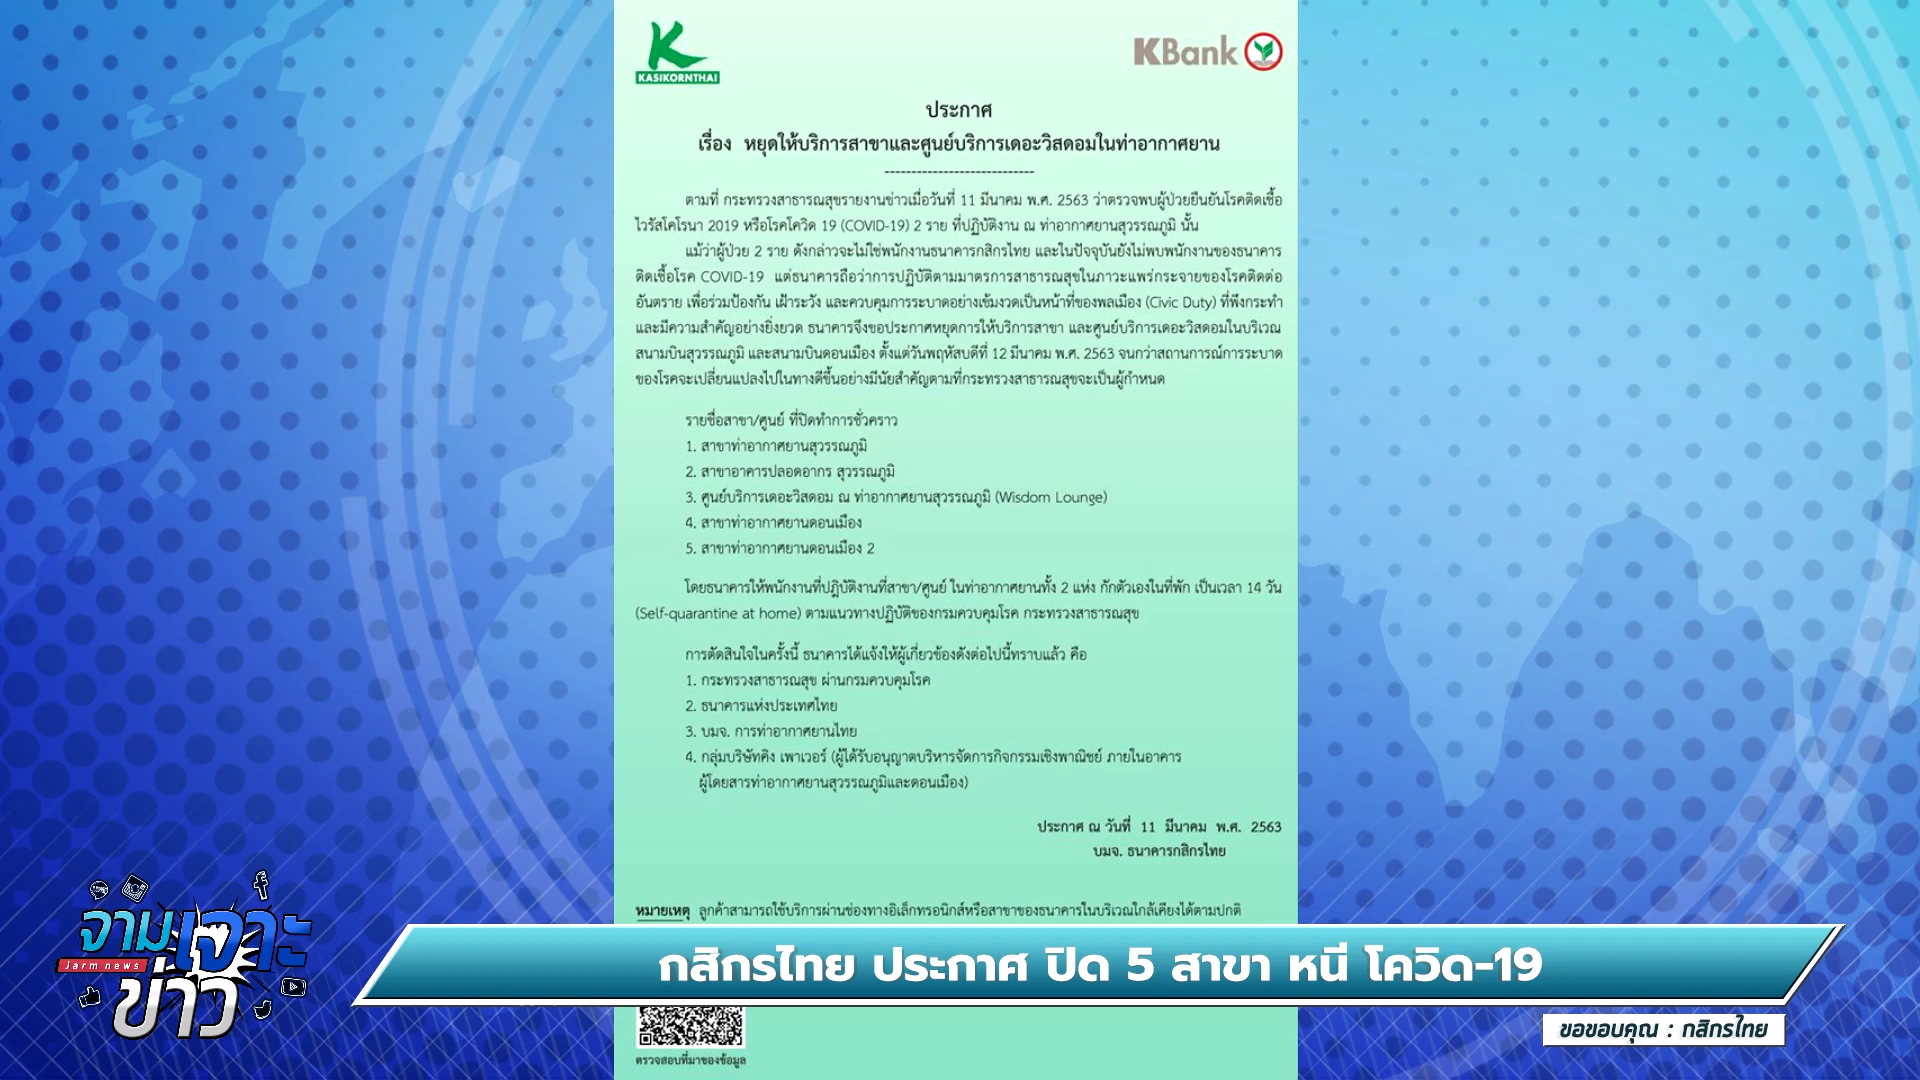 KASIKORNTHAI
KBank
ประกาศ
เรื่อง หยุดให้บริการสาขาและศูนย์บริการเดอะวิสดอมในท่าอากาศยาน
----------------------------
ตามที่ กระทรวงสาธารณสุขรายงานข่าวเมื่อวันที่ 11 มีนาคม พ.ศ. 2563 ว่าตรวจพบผู้ป่วยยืนยันโรคติดเชื้อ
ไวรัสโคโรนา 2019 หรือโรคโควิด 19 (COVID-19) 2 ราย ที่ปฏิบัติงาน ณ ท่าอากาศยานสุวรรณภูมิ นั้น
แม้ว่าผู้ป่วย 2 ราย ดังกล่าวจะไม่ใช่พนักงานธนาคารกสิกรไทย และในปัจจุบันยังไม่พบพนักงานของธนาคาร
ติดเชื้อโรค COVID-19 แต่ธนาคารถือว่าการปฏิบัติตามมาตรการสาธารณสุขในภาวะแพร่กระจายของโรคติดต่อ
อันตราย เพื่อร่วมป้องกัน เฝ้าระวัง และควบคุมการระบาดอย่างเข้มงวดเป็นหน้าที่ของพลเมือง (Civic Duty) ที่พึงกระทำ
และมีความสำคัญอย่างยิ่งยวด ธนาคารจึงขอประกาศหยุดการให้บริการสาขา และศูนย์บริการเดอะวิสดอมในบริเวณ
สนามบินสุวรรณภูมิ และสนามบินดอนเมือง ตั้งแต่วันพฤหัสบดีที่ 12 มีนาคม พ.ศ. 2563 จนกว่าสถานการณ์การระบาด
ของโรคจะเปลี่ยนแปลงไปในทางดีขึ้นอย่างมีนัยสำคัญตามที่กระทรวงสาธารณสุขจะเป็นผู้กำหนด
รายชื่อสาขา/ศูนย์ ที่ปิดทำการชั่วคราว
1. สาขาท่าอากาศยานสุวรรณภูมิ
2. สาขาอาคารปลอดอากร สุวรรณภูมิ
3. ศูนย์บริการเดอะวิสดอม ณ ท่าอากาศยานสุวรรณภูมิ (Wisdom Lounge)
4. สาขาท่าอากาศยานดอนเมือง
5. สาขาท่าอากาศยานดอนเมือง 2
โดยธนาคารให้พนักงานที่ปฏิบัติงานที่สาขา/ศูนย์ ในท่าอากาศยานทั้ง 2 แห่ง กักตัวเองในที่พัก เป็นเวลา 14 วัน
(Self-quarantine at home) ตามแนวทางปฏิบัติของกรมควบคุมโรค กระทรวงสาธารณสุข
การตัดสินใจในครั้งนี้ ธนาคารได้แจ้งให้ผู้เกี่ยวข้องดังต่อไปนี้ทราบแล้ว คือ
1. กระทรวงสาธารณสุข ผ่านกรมควบคุมโรค
2. ธนาคารแห่งประเทศไทย
3. บมจ. การท่าอากาศยานไทย
4. กลุ่มบริษัทคิง เพาเวอร์ (ผู้ได้รับอนุญาตบริหารจัดการกิจกรรมเชิงพาณิชย์ ภายในอาคาร
ผู้โดยสารท่าอากาศยานสุวรรณภูมิและดอนเมือง)
ประกาศ ณ วันที่ 11 มีนาคม พ.ศ. 2563
บมจ. ธนาคารกสิกรไทย
หมายเหตุ ลูกค้าสามารถใช้บริการผ่านช่องทางอิเล็กทรอนิกส์หรือสาขาของธนาคารในบริเวณใกล้เคียงได้ตามปกติ
จามเจาะ
Jarm news
ข่าว
กสิกรไทย ประกาศ ปิด 5 สาขา หนี โควิด-19
ขอขอบคุณ : กสิกรไทย
ตรวจสอบที่มาของข้อมูล